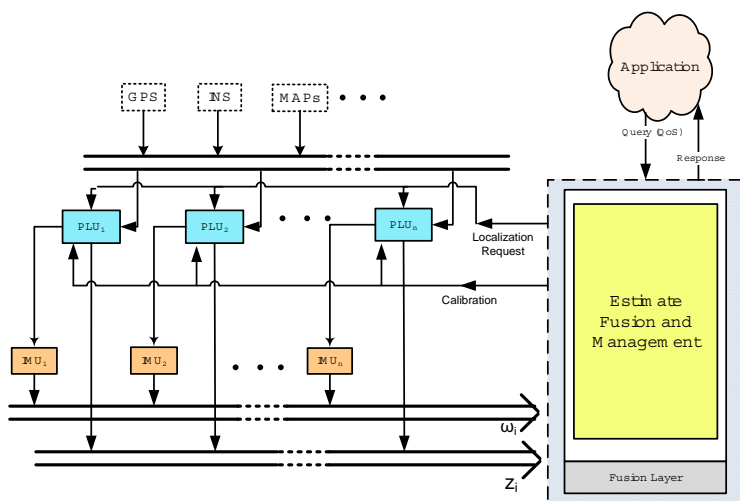 Application
GPS
INS
MAPs
Query (QoS)
Response
PLU₁
PLU₂
PLUₙ
Localization
Request
Calibration
Estimate
Fusion and
Management
IMU₁
IMU₂
IMUₙ
ωᵢ
Fusion Layer
zᵢ